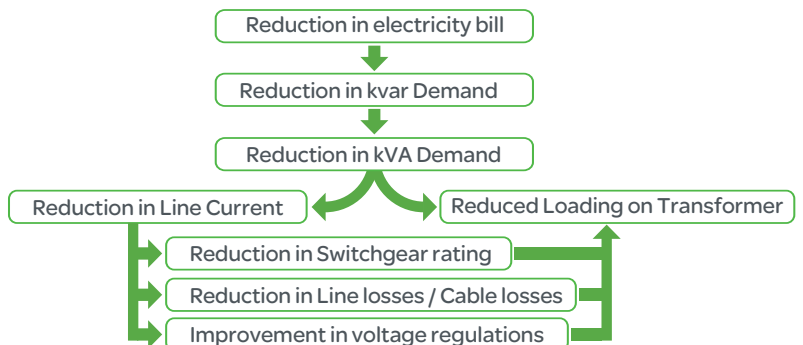 Reduction in electricity bill
Reduction in kvar Demand
Reduction in kVA Demand
Reduction in Line Current
Reduced Loading on Transformer
Reduction in Switchgear rating
Reduction in Line losses / Cable losses
Improvement in voltage regulations